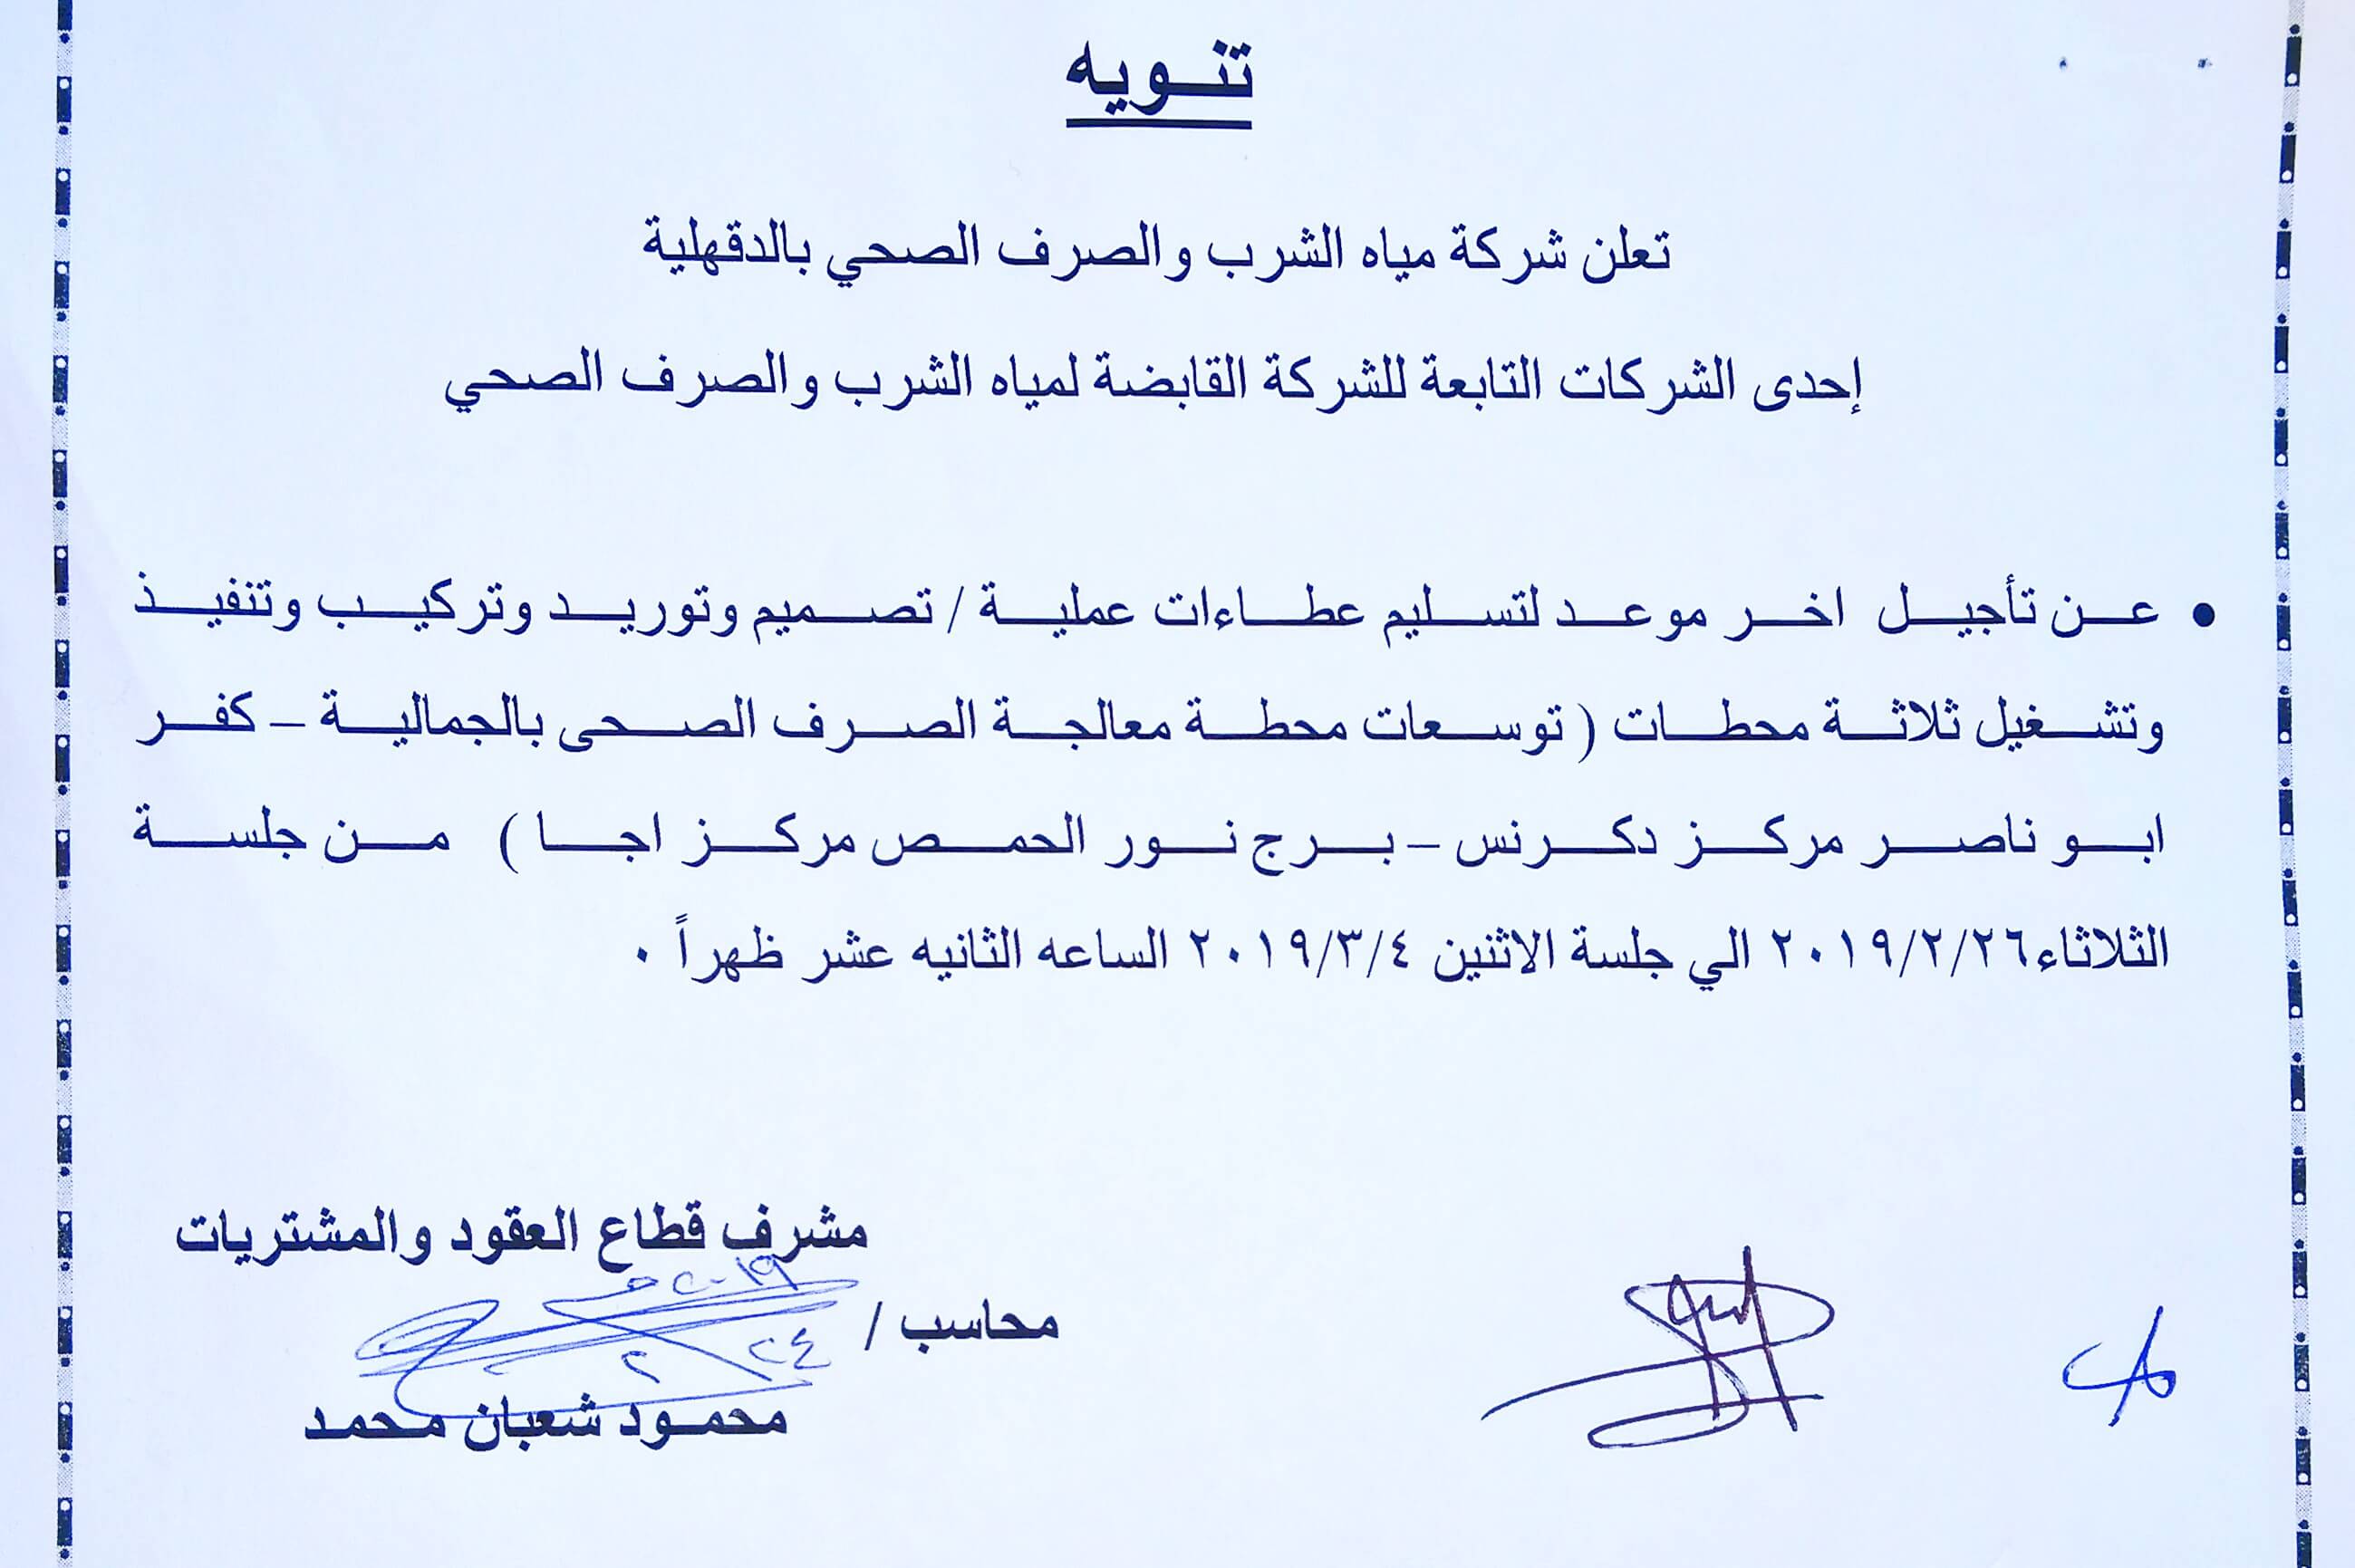 تنويه
تعلن شركة مياه الشرب والصرف الصحي بالدقهلية
إحدى الشركات التابعة للشركة القابضة لمياه الشرب والصرف الصحي
• عن تأجيل اخر موعد لتسليم عطاءات عملية / تصميم وتوريد وتركيب وتنفيذ
وتشغيل ثلاثة محطات ( توسعات محطة معالجة الصرف الصحى بالجمالية – كفر
ابو ناصر مركز دكرنس – برج نور الحمص مركز اجا ) من جلسة
الثلاثاء٢٠١٩/٢/٢٦ الي جلسة الاثنين ٢٠١٩/٣/٤ الساعه الثانيه عشر ظهراً ٠
مشرف قطاع العقود والمشتريات
محاسب /
محمود شعبان محمد